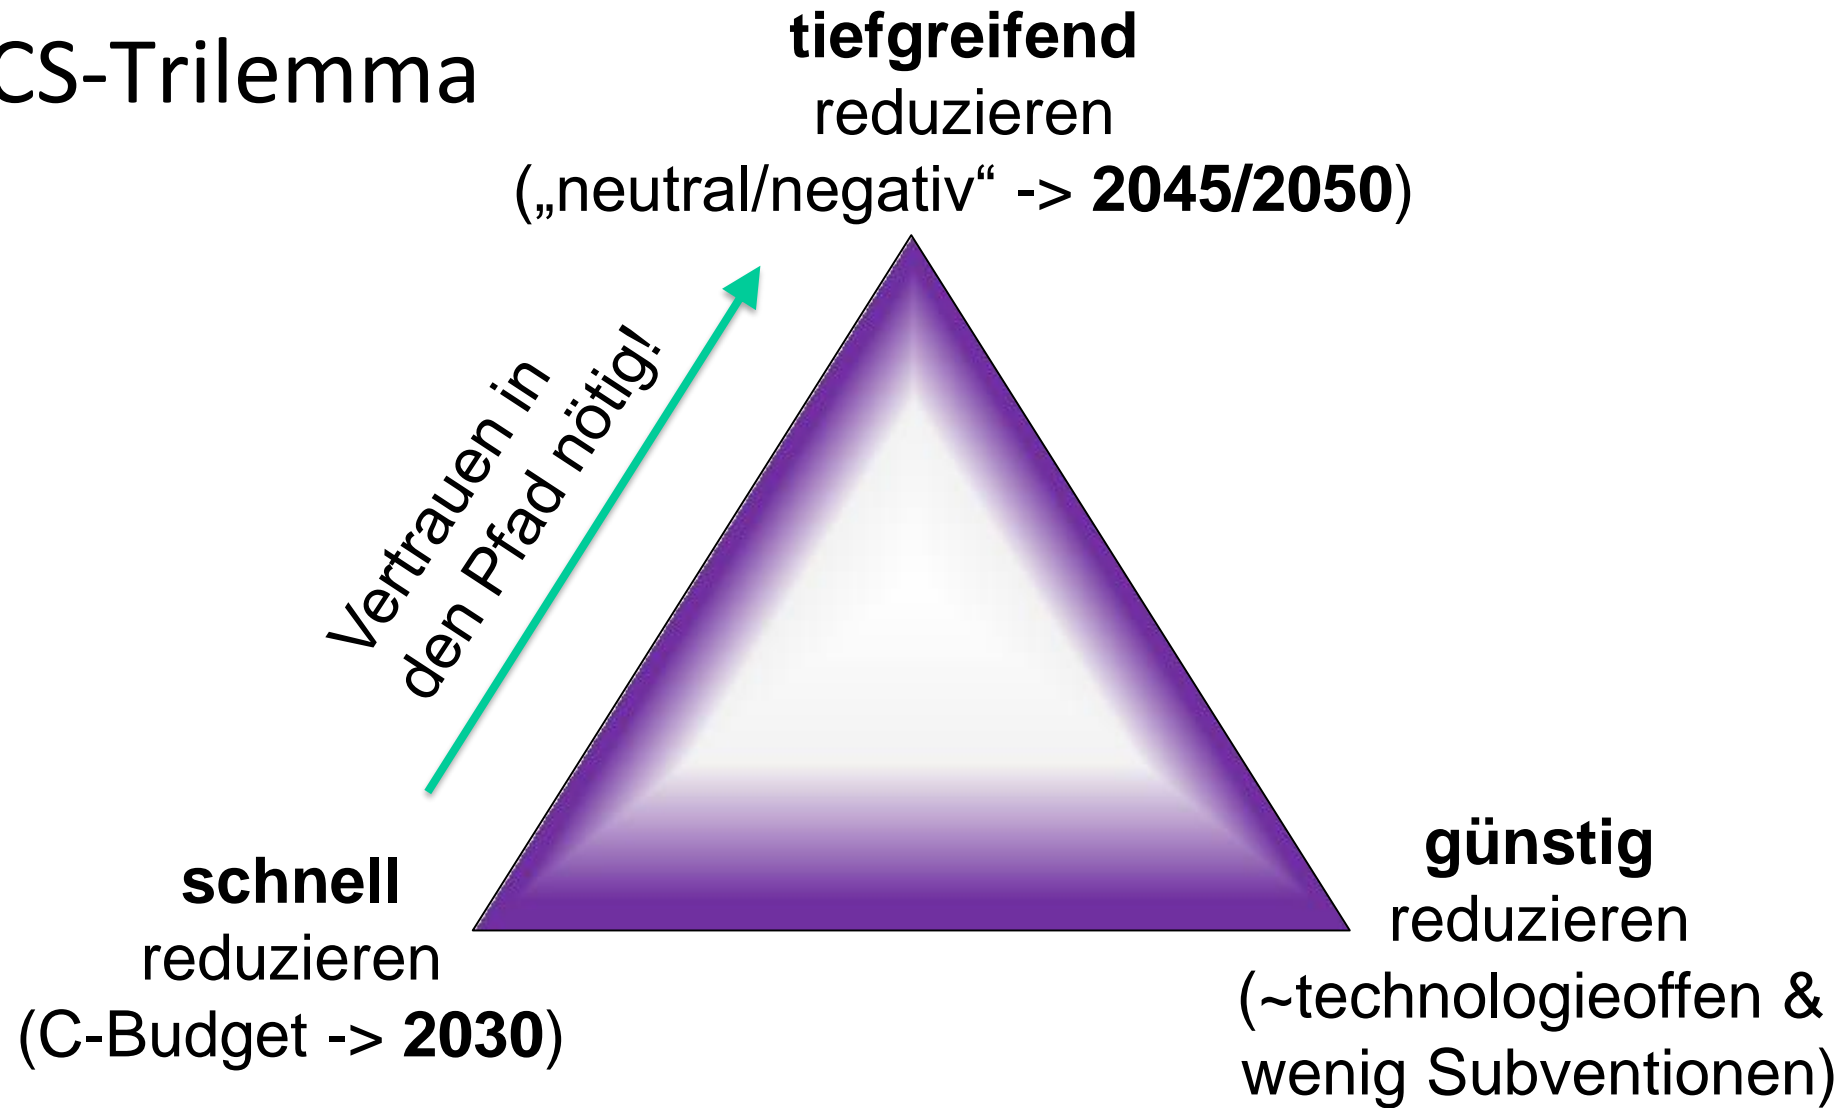 CS-Trilemma
tiefgreifend
reduzieren
(„neutral/negativ“ -> 2045/2050)
Vertrauen in
den Pfad nötig!
schnell
reduzieren
(C-Budget -> 2030)
günstig
reduzieren
(~technologieoffen &
wenig Subventionen)